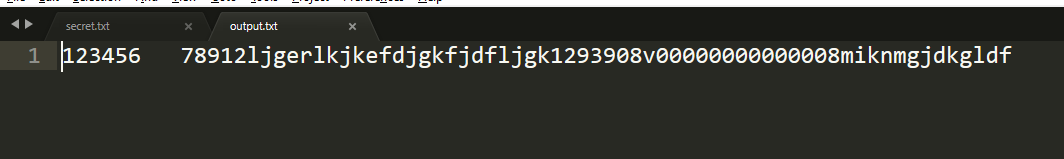 secret.txt × output.txt ×
1 123456   78912ljgerlkjkefdjgkfjdfljgk1293908v00000000000008miknmgjdkgldf